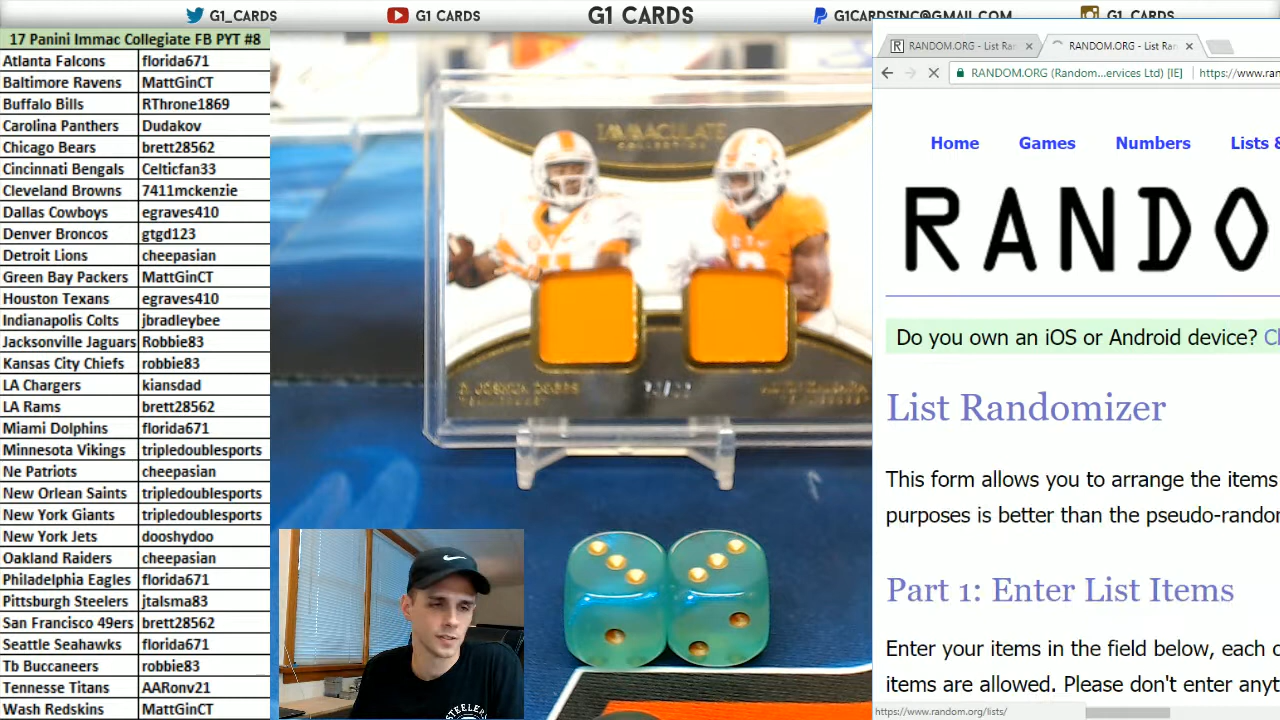 G1_CARDS
G1 CARDS
G1 CARDS
G1CARDSINC@GMAIL.COM
G1_CARDS
17 Panini Immac Collegiate FB PYT #8
Atlanta Falcons florida671
Baltimore Ravens MattGinCT
Buffalo Bills RThrone1869
Carolina Panthers Dudakov
Chicago Bears brett28562
Cincinnati Bengals Celticfan33
Cleveland Browns 7411mckenzie
Dallas Cowboys egraves410
Denver Broncos gtgd123
Detroit Lions cheepasian
Green Bay Packers MattGinCT
Houston Texans egraves410
Indianapolis Colts jbradleybee
Jacksonville Jaguars Robbie83
Kansas City Chiefs robbie83
LA Chargers kiansdad
LA Rams brett28562
Miami Dolphins florida671
Minnesota Vikings tripledoublesports
Ne Patriots cheepasian
New Orlean Saints tripledoublesports
New York Giants tripledoublesports
New York Jets dooshydoo
Oakland Raiders cheepasian
Philadelphia Eagles florida671
Pittsburgh Steelers jtalsma83
San Francisco 49ers brett28562
Seattle Seahawks florida671
Tb Buccaneers robbie83
Tennesse Titans AARonv21
Wash Redskins MattGinCT
IMMACULATE
COLLECTION
STEELERS
RANDOM.ORG - List Ra
RANDOM.ORG - List Ran
RANDOM.ORG (Random...ervices Ltd) [IE] https://www.ran
Home Games Numbers Lists &
RANDO
Do you own an iOS or Android device?
List Randomizer
This form allows you to arrange the items
purposes is better than the pseudo-random
Part 1: Enter List Items
Enter your items in the field below, each o
items are allowed. Please don't enter anyt
https://www.random.org/lists/